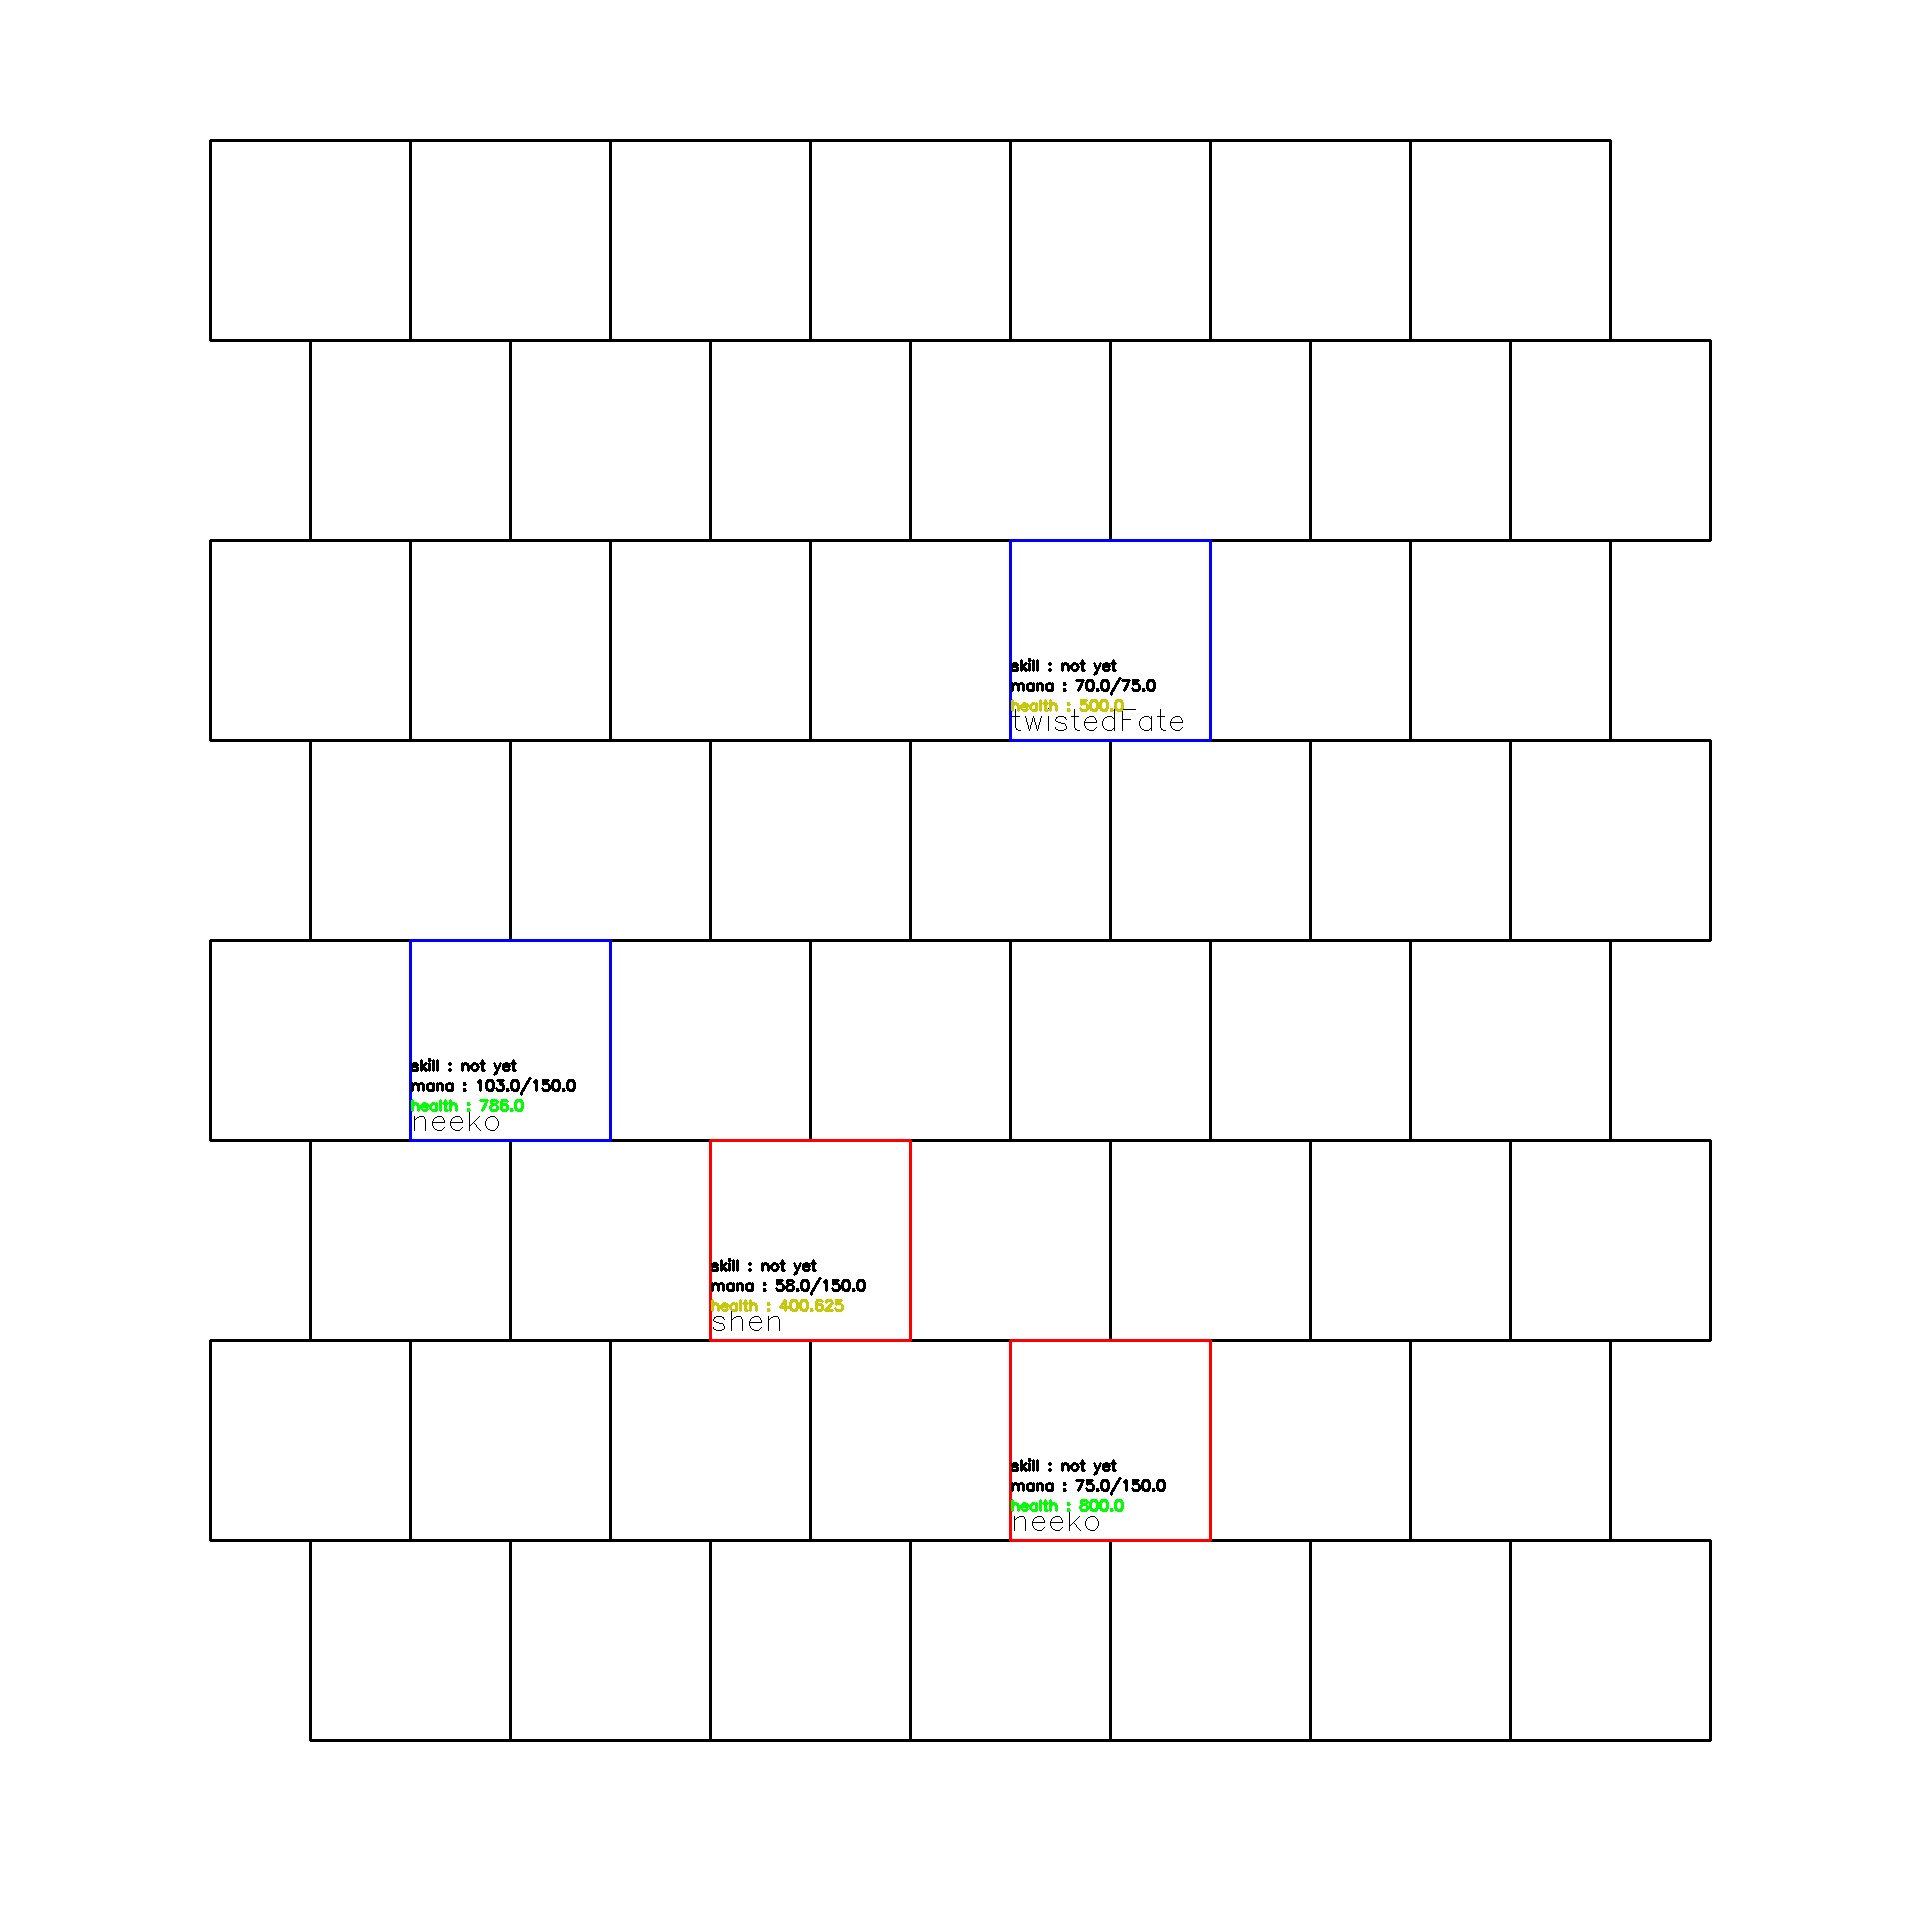 skill : not yet
mana : 70.0/75.0
health : 500.0
twistedFate
skill : not yet
mana : 103.0/150.0
health : 786.0
neeko
skill : not yet
mana : 58.0/150.0
health : 400.625
shen
skill : not yet
mana : 75.0/150.0
health : 800.0
neeko